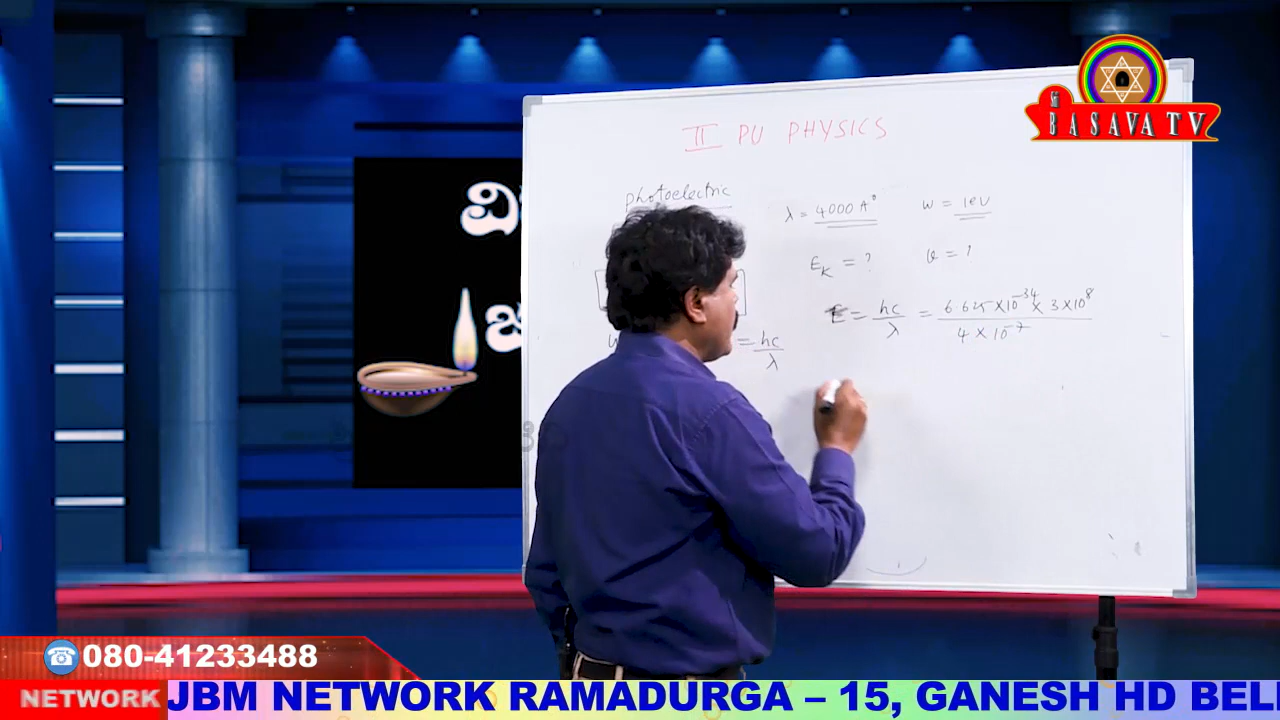 ಶ್ರೀ
BASAVA TV
II PU PHYSICS
photoelectric
λ = 4000 A° W = 1eV
E_K = ? v = ?
E = hc/λ = 6.625 × 10^-34 × 3 × 10^8 / 4 × 10^-7
= hc/λ
080-41233488
NETWORK JBM NETWORK RAMADURGA – 15, GANESH HD BEL